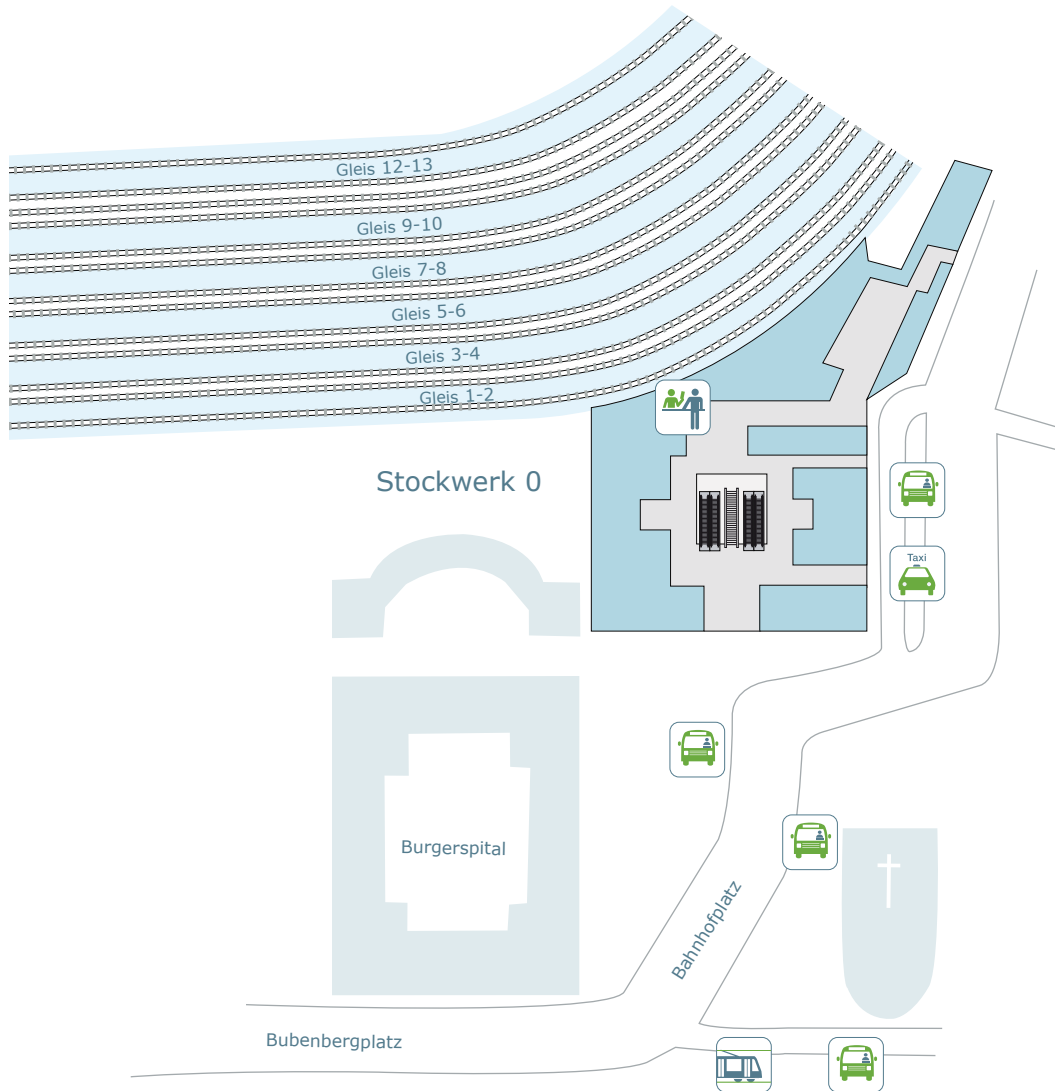 Gleis 12-13
Gleis 9-10
Gleis 7-8
Gleis 5-6
Gleis 3-4
Gleis 1-2
Stockwerk 0
Taxi
Burgerspital
Bahnhofplatz
Bubenbergplatz